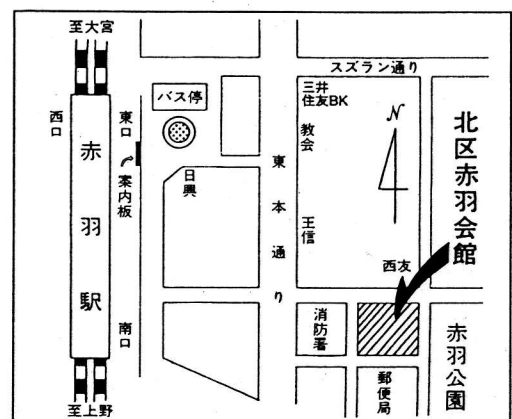 至大宮
スズラン通り
バス停
三井
住友BK
西口
東口
教会
N
北区赤羽会館
赤羽駅
案内板
日興
東本通り
王信
西友
消防署
南口
郵便局
赤羽公園
至上野